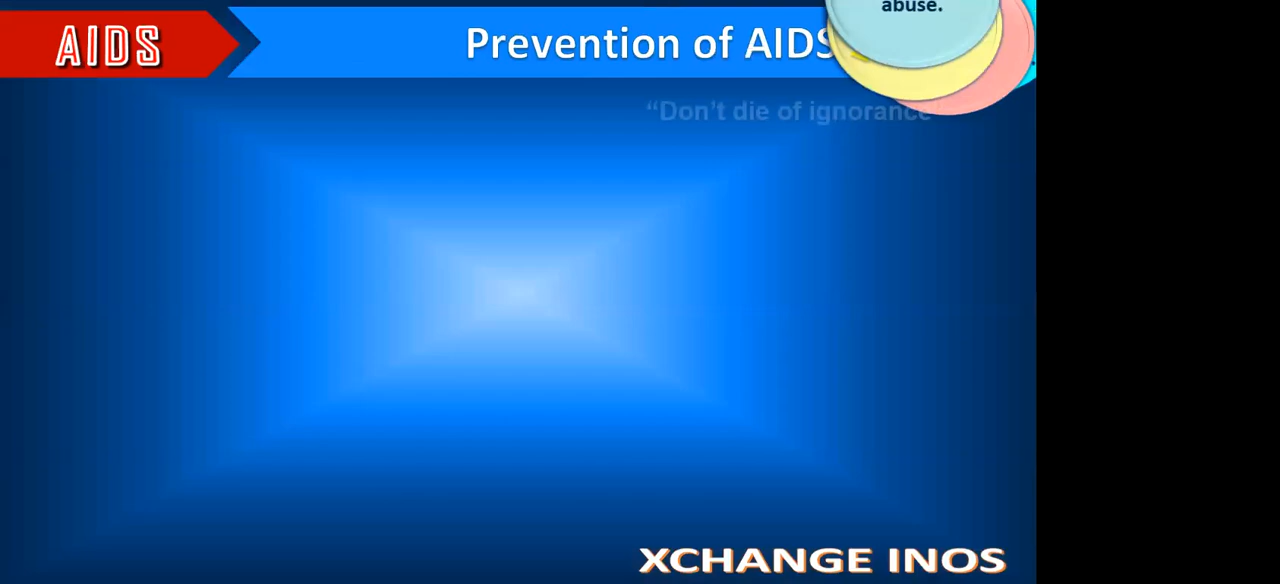 abuse.
AIDS
Prevention of AIDS
“Don’t die of ignorance
XCHANGE INOS